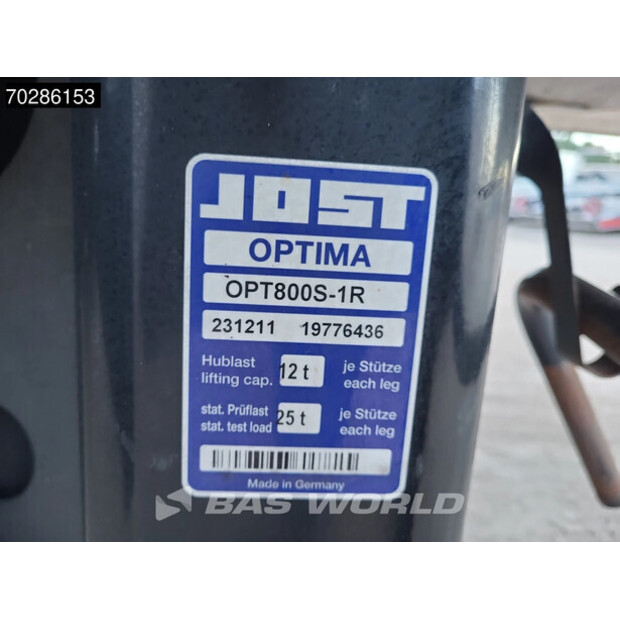 70286153
JOST
OPTIMA
OPT800S-1R
231211 19776436
Hublast 12 t je Stütze
lifting cap. each leg
stat. Prüflast 25 t je Stütze
stat. test load each leg
Made in Germany
BAS WORLD